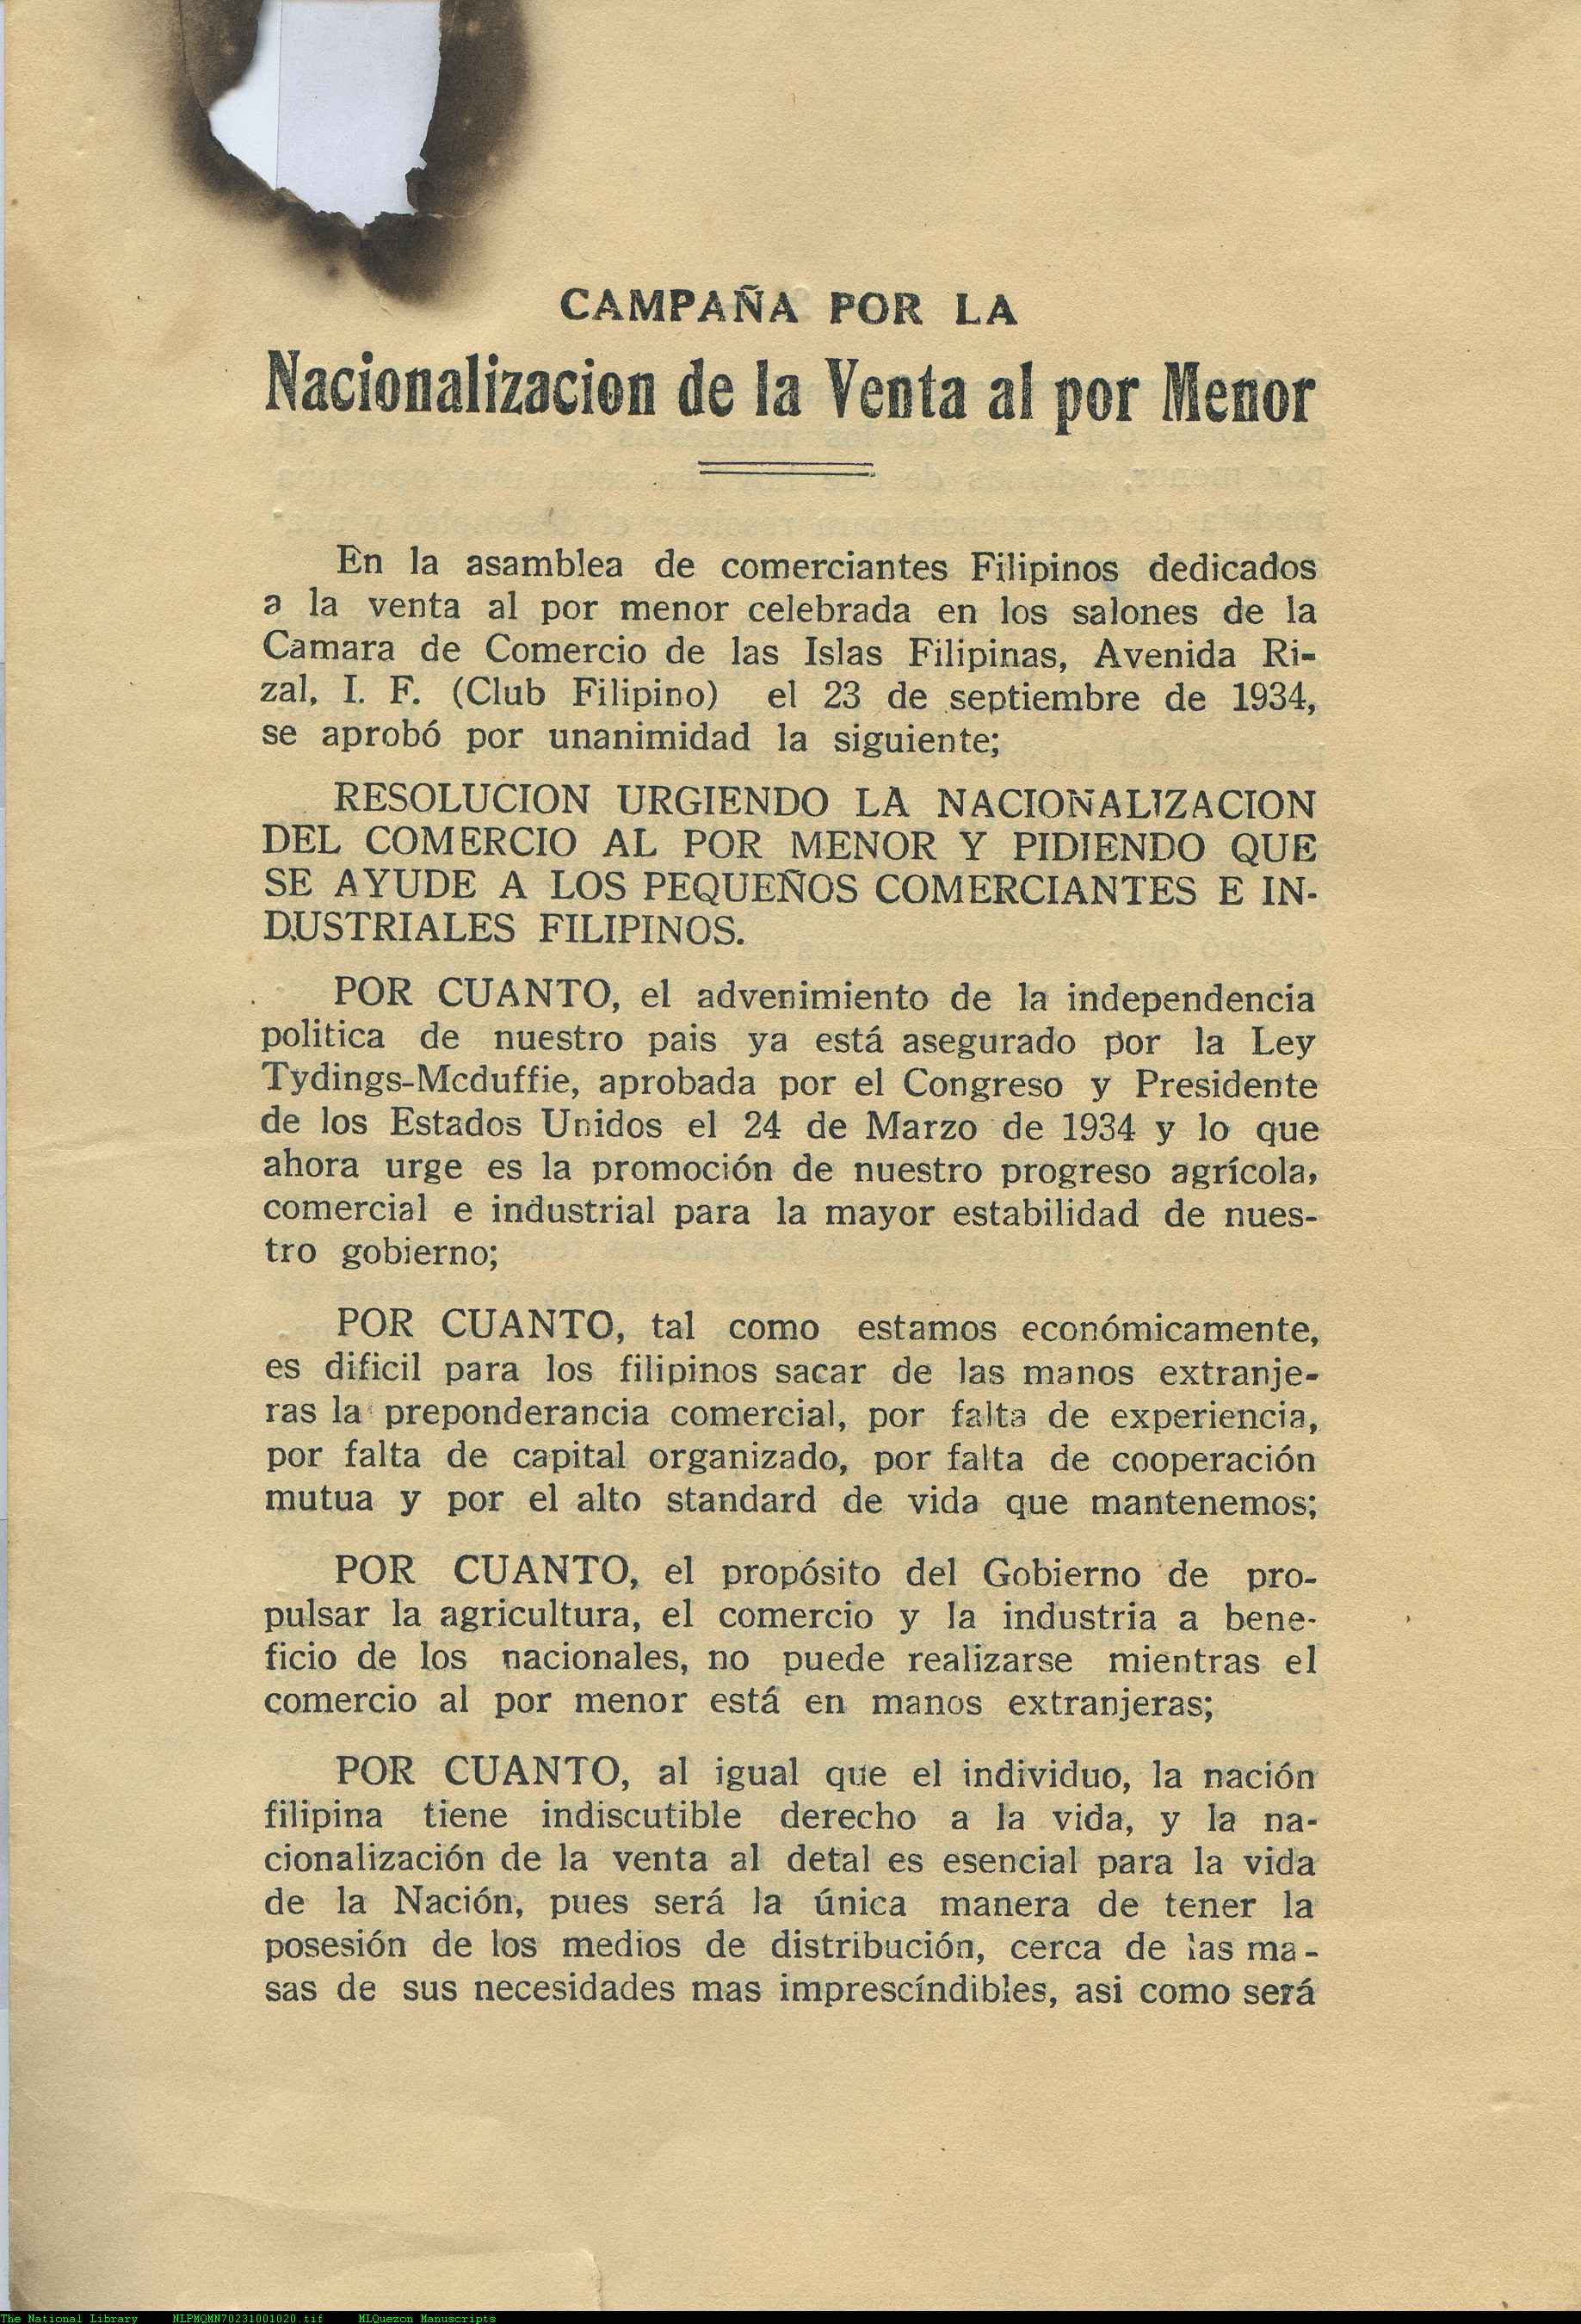 CAMPAÑA POR LA
Nacionalizacion de la Venta al por Menor
En la asamblea de comerciantes Filipinos dedicados
a la venta al por menor celebrada en los salones de la
Camara de Comercio de las Islas Filipinas, Avenida Ri-
zal, I. F. (Club Filipino) el 23 de septiembre de 1934,
se aprobó por unanimidad la siguiente;
RESOLUCION URGIENDO LA NACIONALIZACION
DEL COMERCIO AL POR MENOR Y PIDIENDO QUE
SE AYUDE A LOS PEQUEÑOS COMERCIANTES E IN-
DUSTRIALES FILIPINOS.
POR CUANTO, el advenimiento de la independencia
politica de nuestro pais ya está asegurado por la Ley
Tydings-Mcduffie, aprobada por el Congreso y Presidente
de los Estados Unidos el 24 de Marzo de 1934 y lo que
ahora urge es la promoción de nuestro progreso agrícola,
comercial e industrial para la mayor estabilidad de nues-
tro gobierno;
POR CUANTO, tal como estamos económicamente,
es dificil para los filipinos sacar de las manos extranje-
ras la preponderancia comercial, por falta de experiencia,
por falta de capital organizado, por falta de cooperación
mutua y por el alto standard de vida que mantenemos;
POR CUANTO, el propósito del Gobierno de pro-
pulsar la agricultura, el comercio y la industria a bene-
ficio de los nacionales, no puede realizarse mientras el
comercio al por menor está en manos extranjeras;
POR CUANTO, al igual que el individuo, la nación
filipina tiene indiscutible derecho a la vida, y la na-
cionalización de la venta al detal es esencial para la vida
de la Nación, pues será la única manera de tener la
posesión de los medios de distribución, cerca de las ma-
sas de sus necesidades mas imprescíndibles, asi como será
The National Library NLPMQMN70231001020.tif MLQuezon Manuscripts